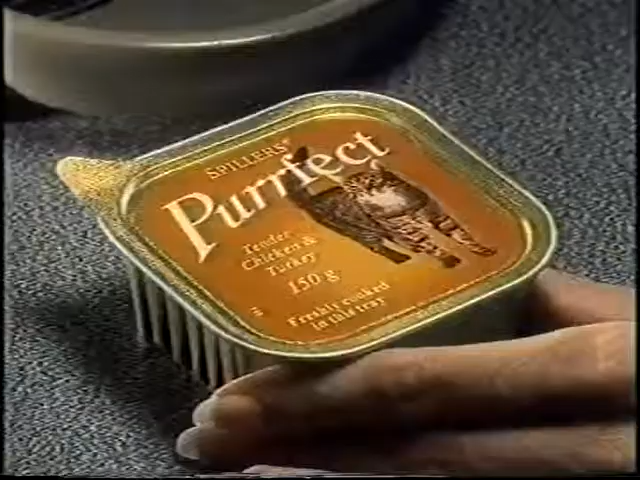 SPILLERS
Purrfect
Tender
Chicken &
Turkey
150 g
Freshly cooked
in this tray